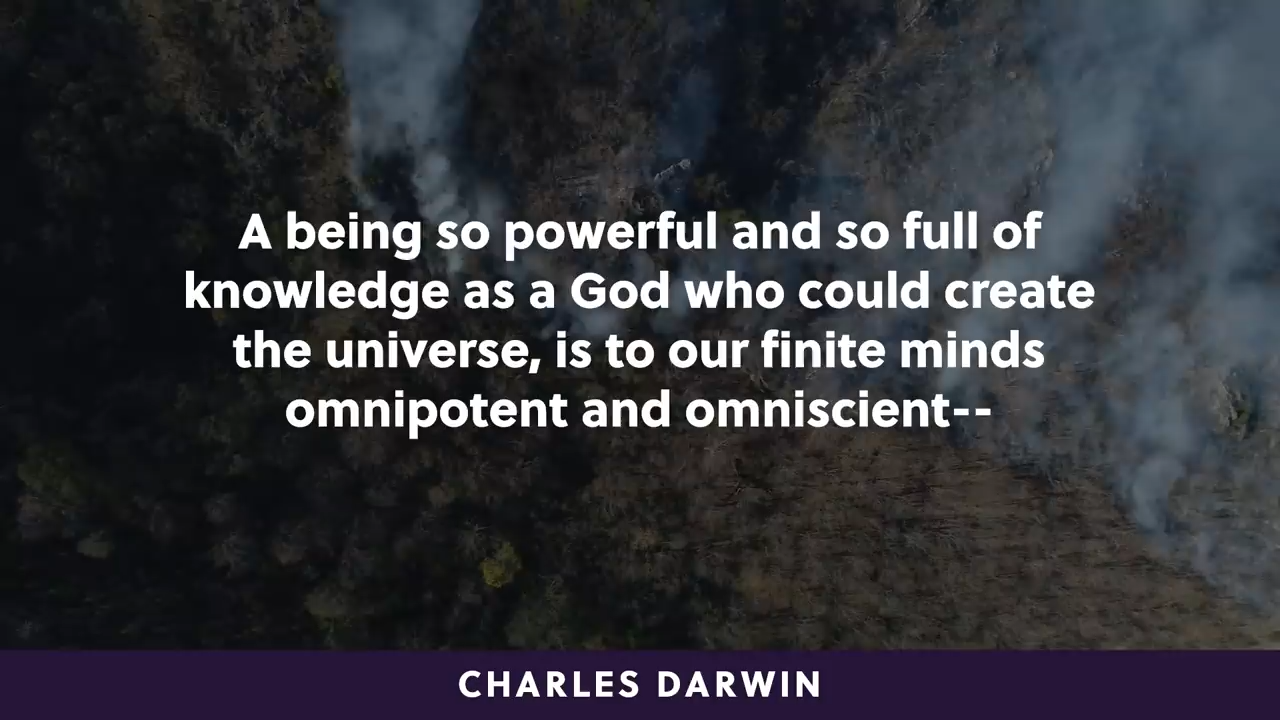 A being so powerful and so full of
knowledge as a God who could create
the universe, is to our finite minds
omnipotent and omniscient--
CHARLES DARWIN